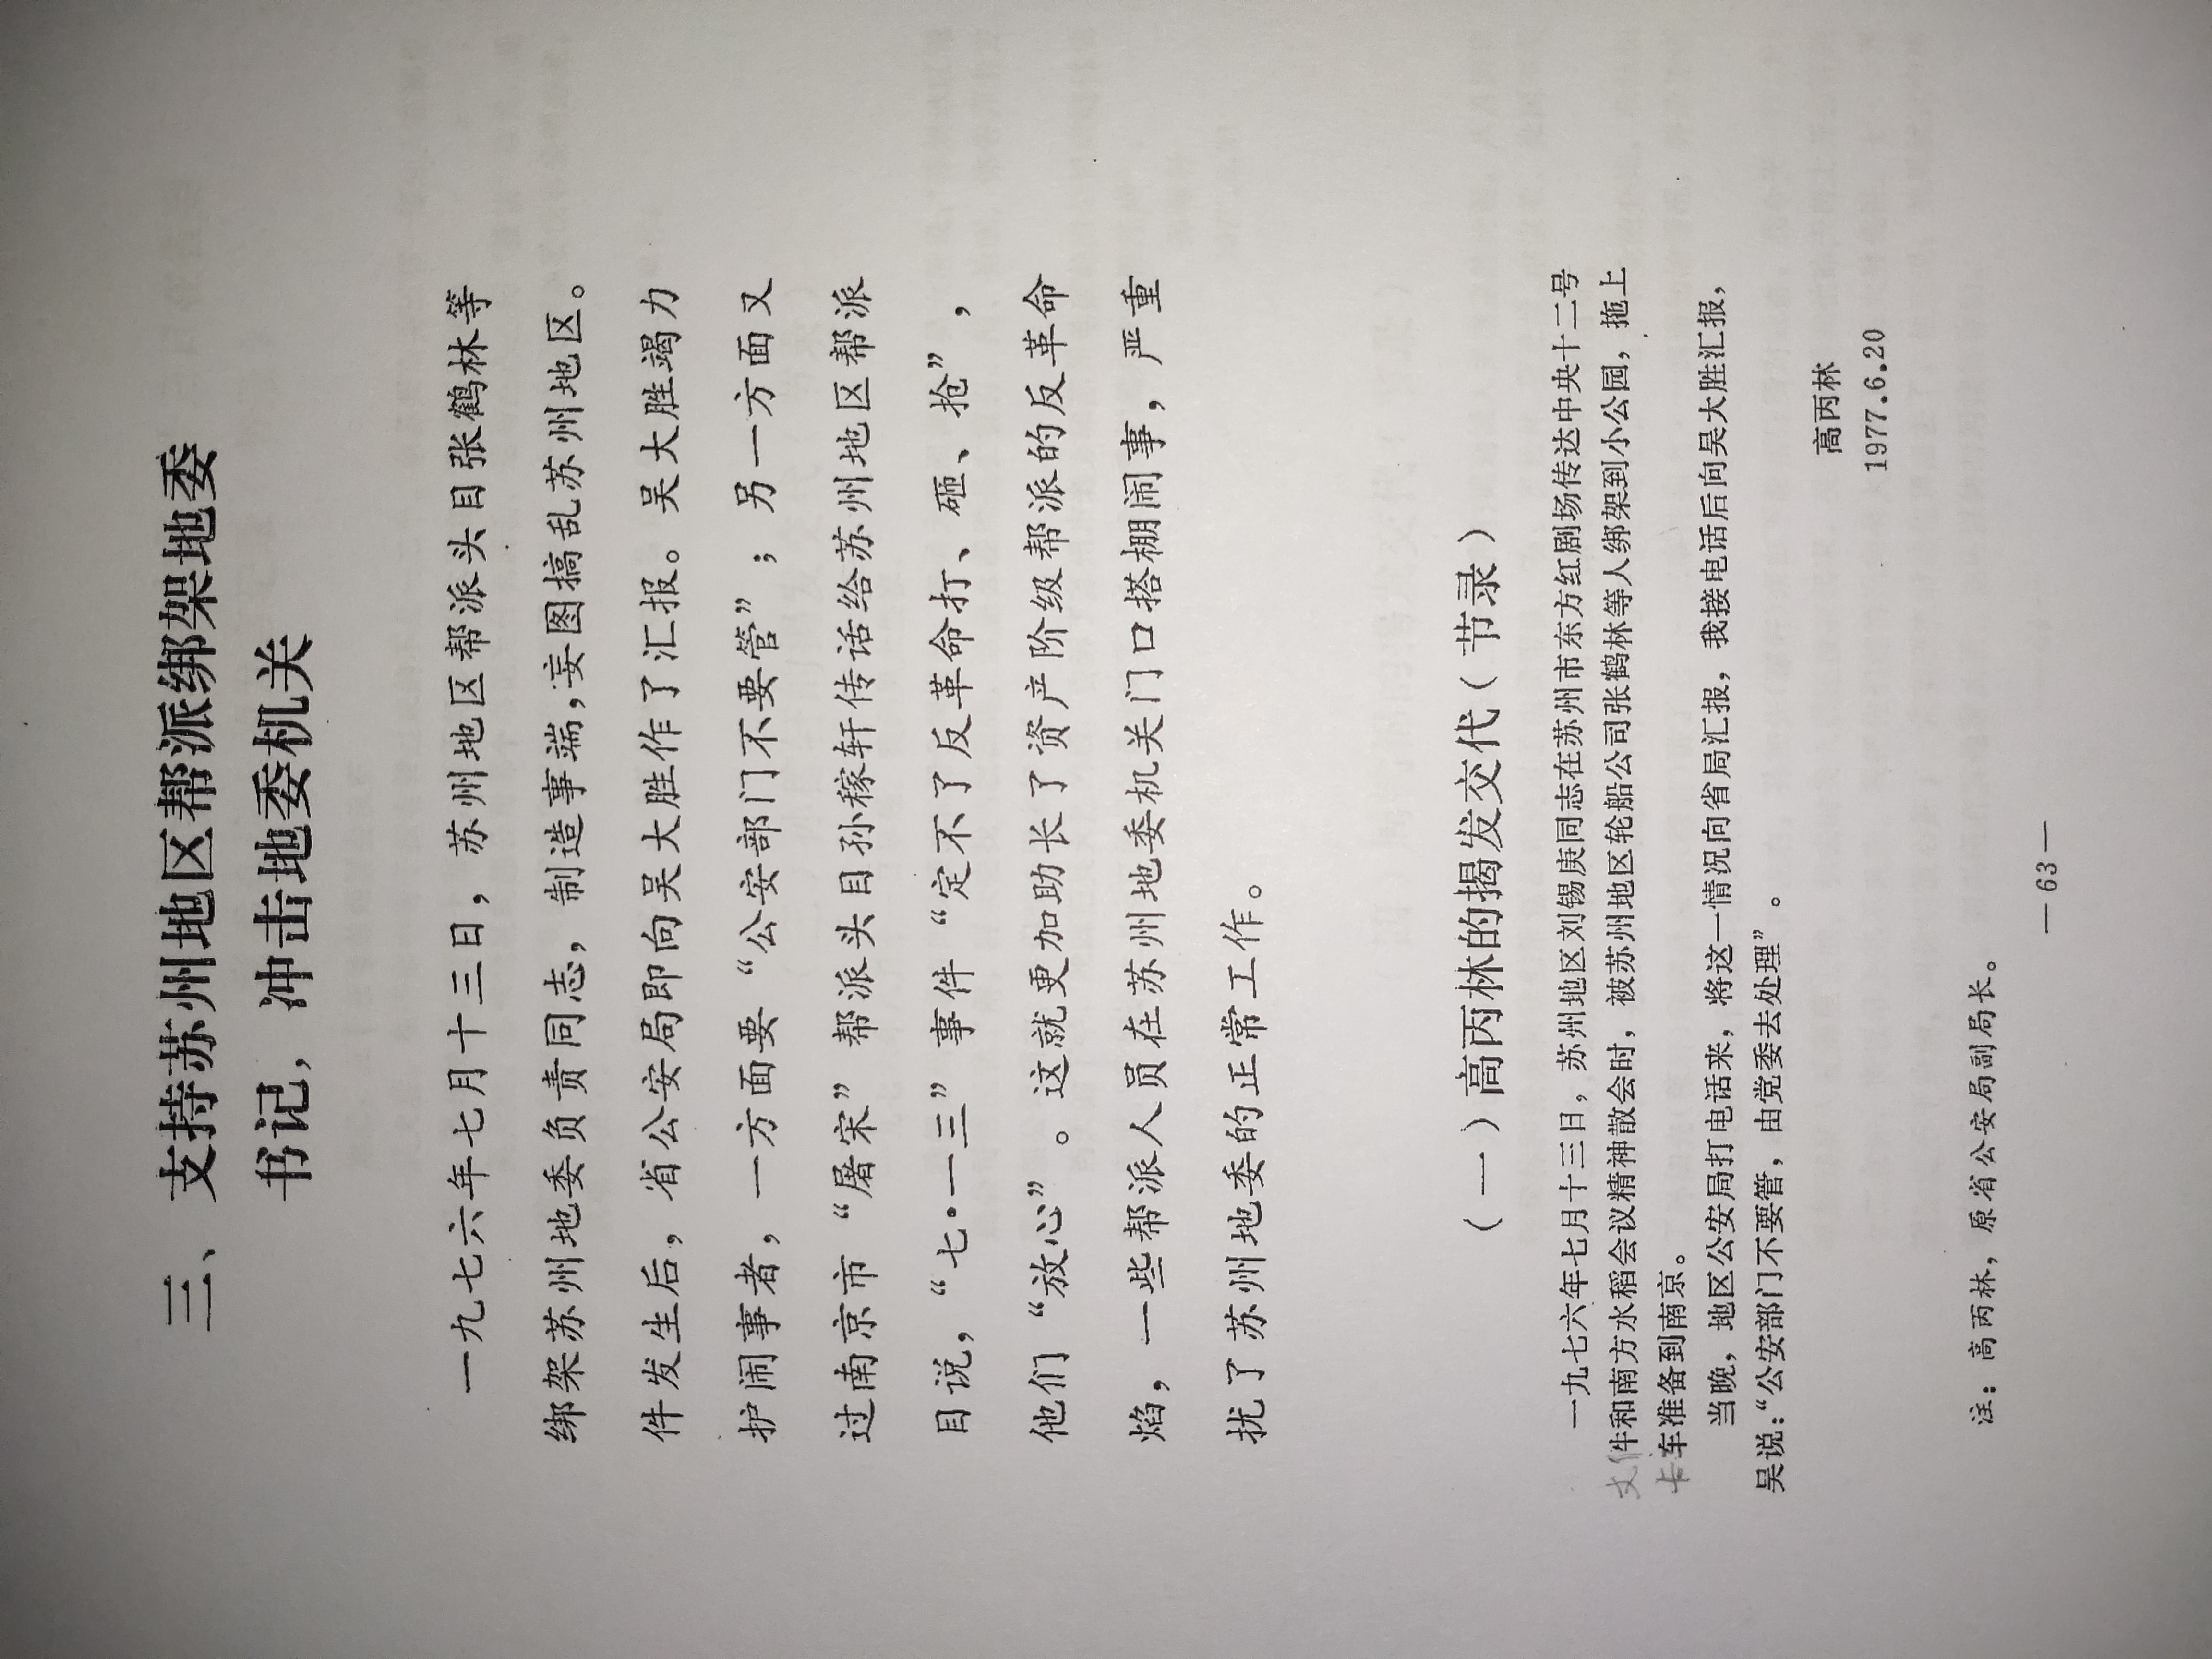 三、支持苏州地区帮派绑架地委
书记，冲击地委机关
一九七六年七月十三日，苏州地区帮派头目张鹤林等
绑架苏州地委负责同志，制造事端，妄图搞乱苏州地区。
件发生后，省公安局即向吴大胜作了汇报。吴大胜竭力
护闹事者，一方面要“公安部门不要管”；另一方面又
过南京市“屠宋”帮派头目孙稼轩传话给苏州地区帮派
目说，“七·一三”事件“定不了反革命打、砸、抢”，
他们“放心”。这就更加助长了资产阶级帮派的反革命
焰，一些帮派人员在苏州地委机关门口搭棚闹事，严重
扰了苏州地委的正常工作。
（一）高丙林的揭发交代（节录）
一九七六年七月十三日，苏州地区刘锡庚同志在苏州市东方红剧场传达中央十二号
文件和南方水稻会议精神散会时，被苏州地区轮船公司张鹤林等人绑架到小公园，拖上
卡车准备到南京。
当晚，地区公安局打电话来，将这一情况向省局汇报，我接电话后向吴大胜汇报，
吴说：“公安部门不要管，由党委去处理”。
高丙林
1977.6.20
注：高丙林，原省公安局副局长。
— 63 —